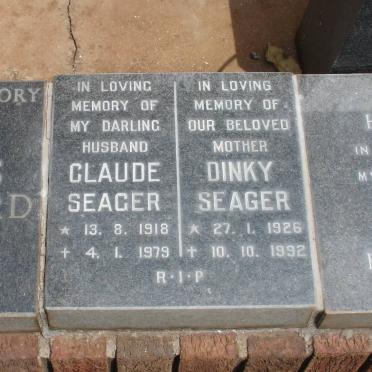 IN LOVING
MEMORY OF
MY DARLING
HUSBAND
CLAUDE
SEAGER
* 13. 8. 1918
✝ 4. 1. 1979
IN LOVING
MEMORY OF
OUR BELOVED
MOTHER
DINKY
SEAGER
* 27. 1. 1926
✝ 10. 10. 1992
R·I·P